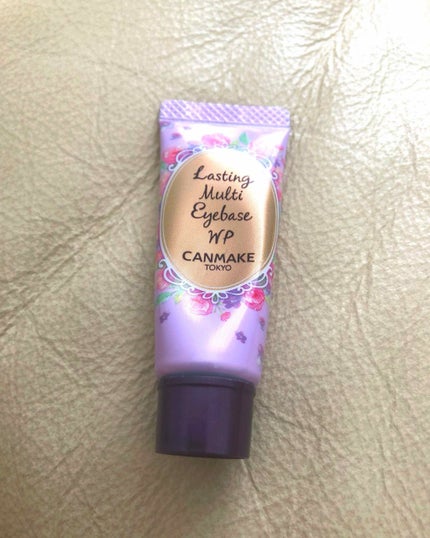 Lasting
Multi
Eyebase
WP
CANMAKE
TOKYO